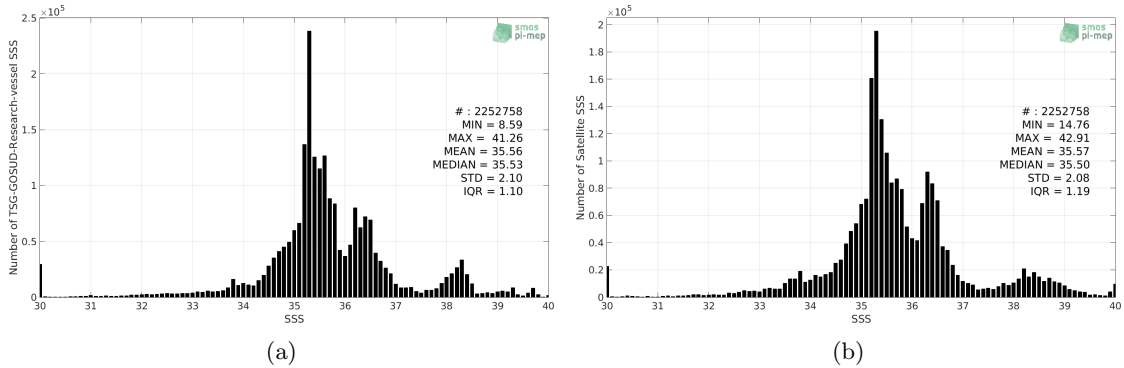 ×10⁵
2.5
2
1.5
1
0.5
0
30 31 32 33 34 35 36 37 38 39 40
SSS
Number of TSG-GOSUD-Research-vessel SSS
smos
pi-mep
# : 2252758
MIN = 8.59
MAX = 41.26
MEAN = 35.56
MEDIAN = 35.53
STD = 2.10
IQR = 1.10
(a)
×10⁵
2
1.8
1.6
1.4
1.2
1
0.8
0.6
0.4
0.2
0
30 31 32 33 34 35 36 37 38 39 40
SSS
Number of Satellite SSS
smos
pi-mep
# : 2252758
MIN = 14.76
MAX = 42.91
MEAN = 35.57
MEDIAN = 35.50
STD = 2.08
IQR = 1.19
(b)